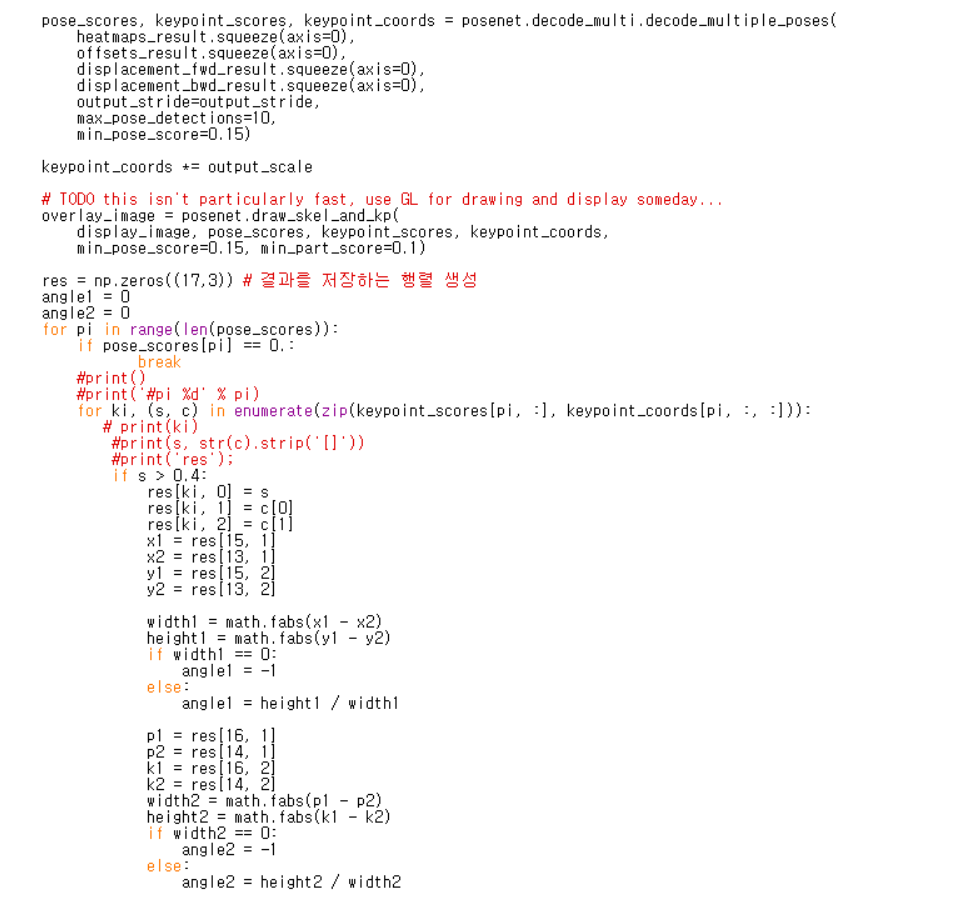 pose_scores, keypoint_scores, keypoint_coords = posenet.decode_multi.decode_multiple_poses(
    heatmaps_result.squeeze(axis=0),
    offsets_result.squeeze(axis=0),
    displacement_fwd_result.squeeze(axis=0),
    displacement_bwd_result.squeeze(axis=0),
    output_stride=output_stride,
    max_pose_detections=10,
    min_pose_score=0.15)

keypoint_coords *= output_scale

# TODO this isn't particularly fast, use GL for drawing and display someday...
overlay_image = posenet.draw_skel_and_kp(
    display_image, pose_scores, keypoint_scores, keypoint_coords,
    min_pose_score=0.15, min_part_score=0.1)

res = np.zeros((17,3)) # 결과를 저장하는 행렬 생성
angle1 = 0
angle2 = 0
for pi in range(len(pose_scores)):
    if pose_scores[pi] == 0.:
           break
    #print()
    #print('#pi %d' % pi)
    for ki, (s, c) in enumerate(zip(keypoint_scores[pi, :], keypoint_coords[pi, :, :])):
       # print(ki)
        #print(s, str(c).strip('[]'))
        #print('res');
        if s > 0.4:
            res[ki, 0] = s
            res[ki, 1] = c[0]
            res[ki, 2] = c[1]
            x1 = res[15, 1]
            x2 = res[13, 1]
            y1 = res[15, 2]
            y2 = res[13, 2]

            width1 = math.fabs(x1 - x2)
            height1 = math.fabs(y1 - y2)
            if width1 == 0:
                angle1 = -1
            else:
                angle1 = height1 / width1

            p1 = res[16, 1]
            p2 = res[14, 1]
            k1 = res[16, 2]
            k2 = res[14, 2]
            width2 = math.fabs(p1 - p2)
            height2 = math.fabs(k1 - k2)
            if width2 == 0:
                angle2 = -1
            else:
                angle2 = height2 / width2